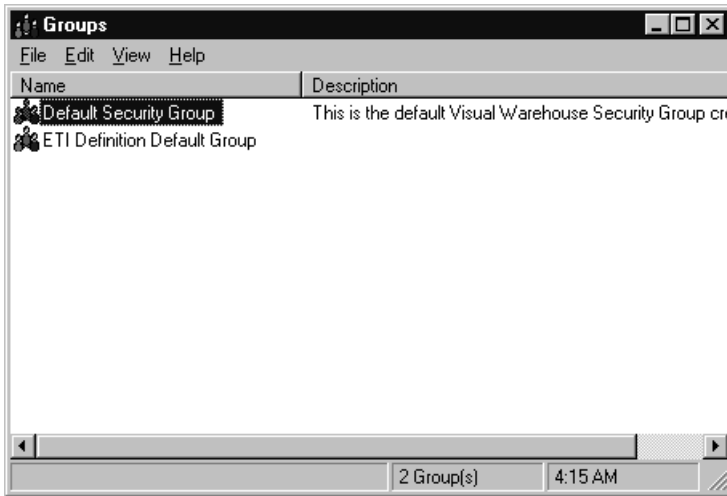 Groups
File Edit View Help
Name Description
Default Security Group This is the default Visual Warehouse Security Group cr
ETI Definition Default Group
2 Group(s) 4:15 AM